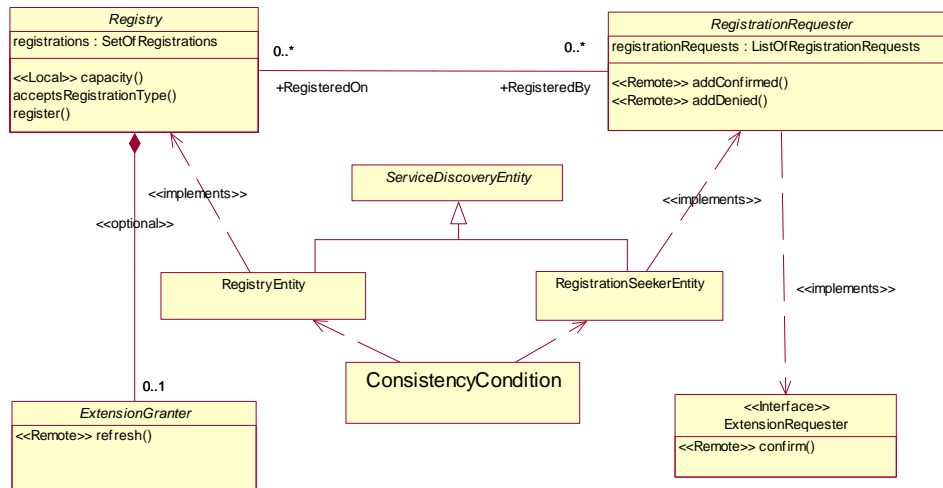 Registry
registrations : SetOfRegistrations
<<Local>> capacity()
acceptsRegistrationType()
register()
0..*
0..*
+RegisteredOn
+RegisteredBy
RegistrationRequester
registrationRequests : ListOfRegistrationRequests
<<Remote>> addConfirmed()
<<Remote>> addDenied()
ServiceDiscoveryEntity
<<implements>>
<<implements>>
<<optional>>
RegistryEntity
RegistrationSeekerEntity
<<implements>>
ConsistencyCondition
0..1
ExtensionGranter
<<Remote>> refresh()
<<Interface>>
ExtensionRequester
<<Remote>> confirm()